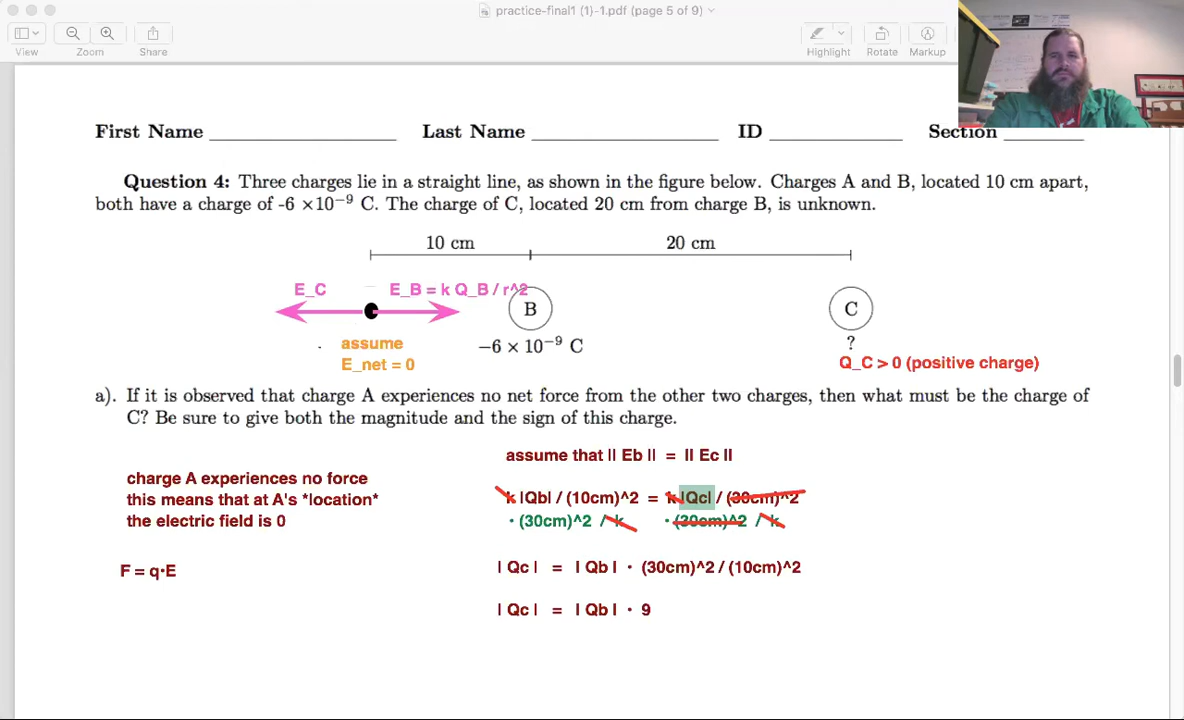 practice-final1 (1)-1.pdf (page 5 of 9)
View Zoom Share Highlight Rotate Markup
First Name Last Name ID Section
Question 4: Three charges lie in a straight line, as shown in the figure below. Charges A and B, located 10 cm apart,
both have a charge of -6 ×10⁻⁹ C. The charge of C, located 20 cm from charge B, is unknown.
10 cm 20 cm
E_C E_B = k Q_B / r^2
B C
assume −6 × 10⁻⁹ C ?
E_net = 0 Q_C > 0 (positive charge)
a). If it is observed that charge A experiences no net force from the other two charges, then what must be the charge of
C? Be sure to give both the magnitude and the sign of this charge.
assume that || Eb || = || Ec ||
charge A experiences no force
this means that at A's *location*
the electric field is 0
F = q·E
k |Qb| / (10cm)^2 = k |Qc| / (30cm)^2
· (30cm)^2 / k · (30cm)^2 / k
| Qc | = | Qb | · (30cm)^2 / (10cm)^2
| Qc | = | Qb | · 9